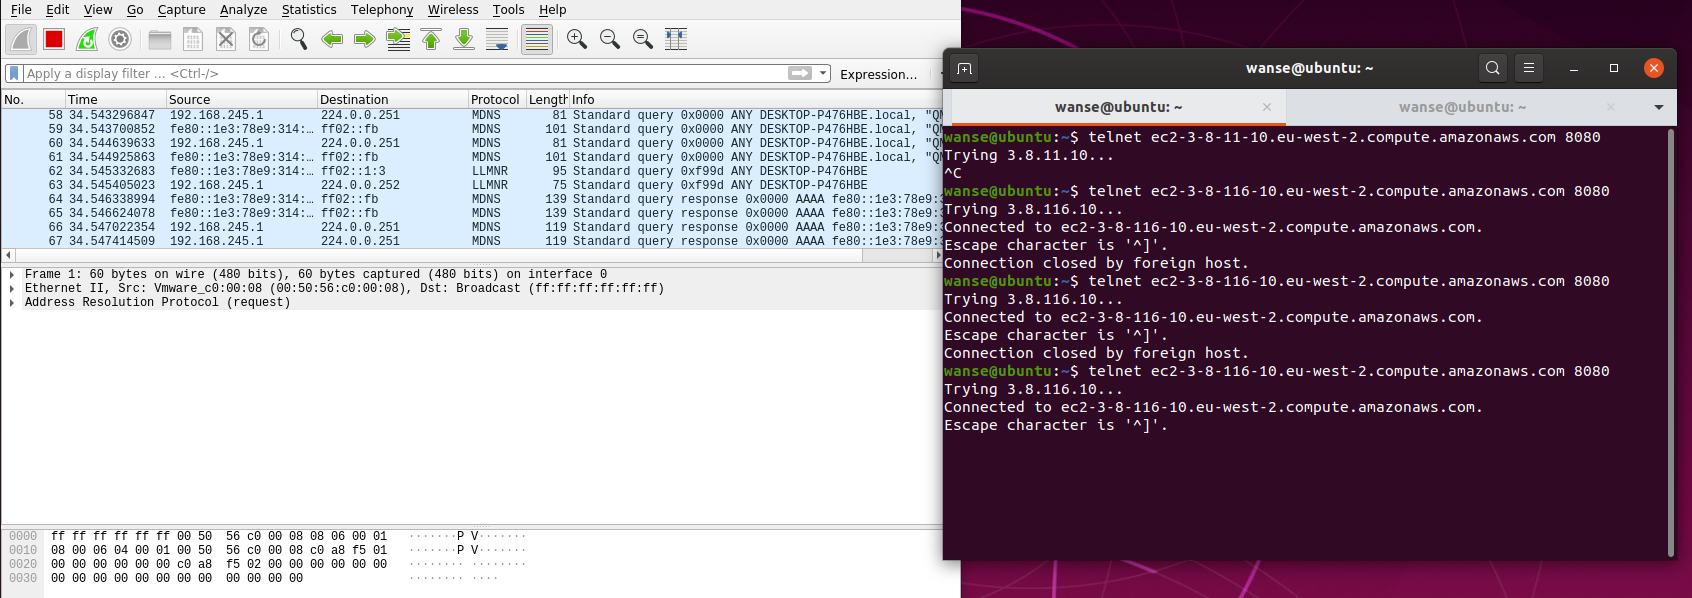 File Edit View Go Capture Analyze Statistics Telephony Wireless Tools Help
Apply a display filter ... <Ctrl-/>
Expression...
No. Time Source Destination Protocol Length Info
58 34.543296847 192.168.245.1 224.0.0.251 MDNS 81 Standard query 0x0000 ANY DESKTOP-P476HBE.local, "QM
59 34.543700852 fe80::1e3:78e9:314:… ff02::fb MDNS 101 Standard query 0x0000 ANY DESKTOP-P476HBE.local, "QM
60 34.544639633 192.168.245.1 224.0.0.251 MDNS 81 Standard query 0x0000 ANY DESKTOP-P476HBE.local, "QM
61 34.544925863 fe80::1e3:78e9:314:… ff02::fb MDNS 101 Standard query 0x0000 ANY DESKTOP-P476HBE.local, "QM
62 34.545332683 fe80::1e3:78e9:314:… ff02::1:3 LLMNR 95 Standard query 0xf99d ANY DESKTOP-P476HBE
63 34.545405023 192.168.245.1 224.0.0.252 LLMNR 75 Standard query 0xf99d ANY DESKTOP-P476HBE
64 34.546338994 fe80::1e3:78e9:314:… ff02::fb MDNS 139 Standard query response 0x0000 AAAA fe80::1e3:78e9:3
65 34.546624078 fe80::1e3:78e9:314:… ff02::fb MDNS 139 Standard query response 0x0000 AAAA fe80::1e3:78e9:3
66 34.547022354 192.168.245.1 224.0.0.251 MDNS 119 Standard query response 0x0000 AAAA fe80::1e3:78e9:3
67 34.547414509 192.168.245.1 224.0.0.251 MDNS 119 Standard query response 0x0000 AAAA fe80::1e3:78e9:3
Frame 1: 60 bytes on wire (480 bits), 60 bytes captured (480 bits) on interface 0
Ethernet II, Src: Vmware_c0:00:08 (00:50:56:c0:00:08), Dst: Broadcast (ff:ff:ff:ff:ff:ff)
Address Resolution Protocol (request)
0000 ff ff ff ff ff ff 00 50 56 c0 00 08 08 06 00 01 ·······P V·······
0010 08 00 06 04 00 01 00 50 56 c0 00 08 c0 a8 f5 01 ·······P V·······
0020 00 00 00 00 00 00 c0 a8 f5 02 00 00 00 00 00 00 ········ ········
0030 00 00 00 00 00 00 00 00 00 00 00 00 ········ ····
wanse@ubuntu: ~
wanse@ubuntu: ~ wanse@ubuntu: ~
wanse@ubuntu:~$ telnet ec2-3-8-11-10.eu-west-2.compute.amazonaws.com 8080
Trying 3.8.11.10...
^C
wanse@ubuntu:~$ telnet ec2-3-8-116-10.eu-west-2.compute.amazonaws.com 8080
Trying 3.8.116.10...
Connected to ec2-3-8-116-10.eu-west-2.compute.amazonaws.com.
Escape character is '^]'.
Connection closed by foreign host.
wanse@ubuntu:~$ telnet ec2-3-8-116-10.eu-west-2.compute.amazonaws.com 8080
Trying 3.8.116.10...
Connected to ec2-3-8-116-10.eu-west-2.compute.amazonaws.com.
Escape character is '^]'.
Connection closed by foreign host.
wanse@ubuntu:~$ telnet ec2-3-8-116-10.eu-west-2.compute.amazonaws.com 8080
Trying 3.8.116.10...
Connected to ec2-3-8-116-10.eu-west-2.compute.amazonaws.com.
Escape character is '^]'.